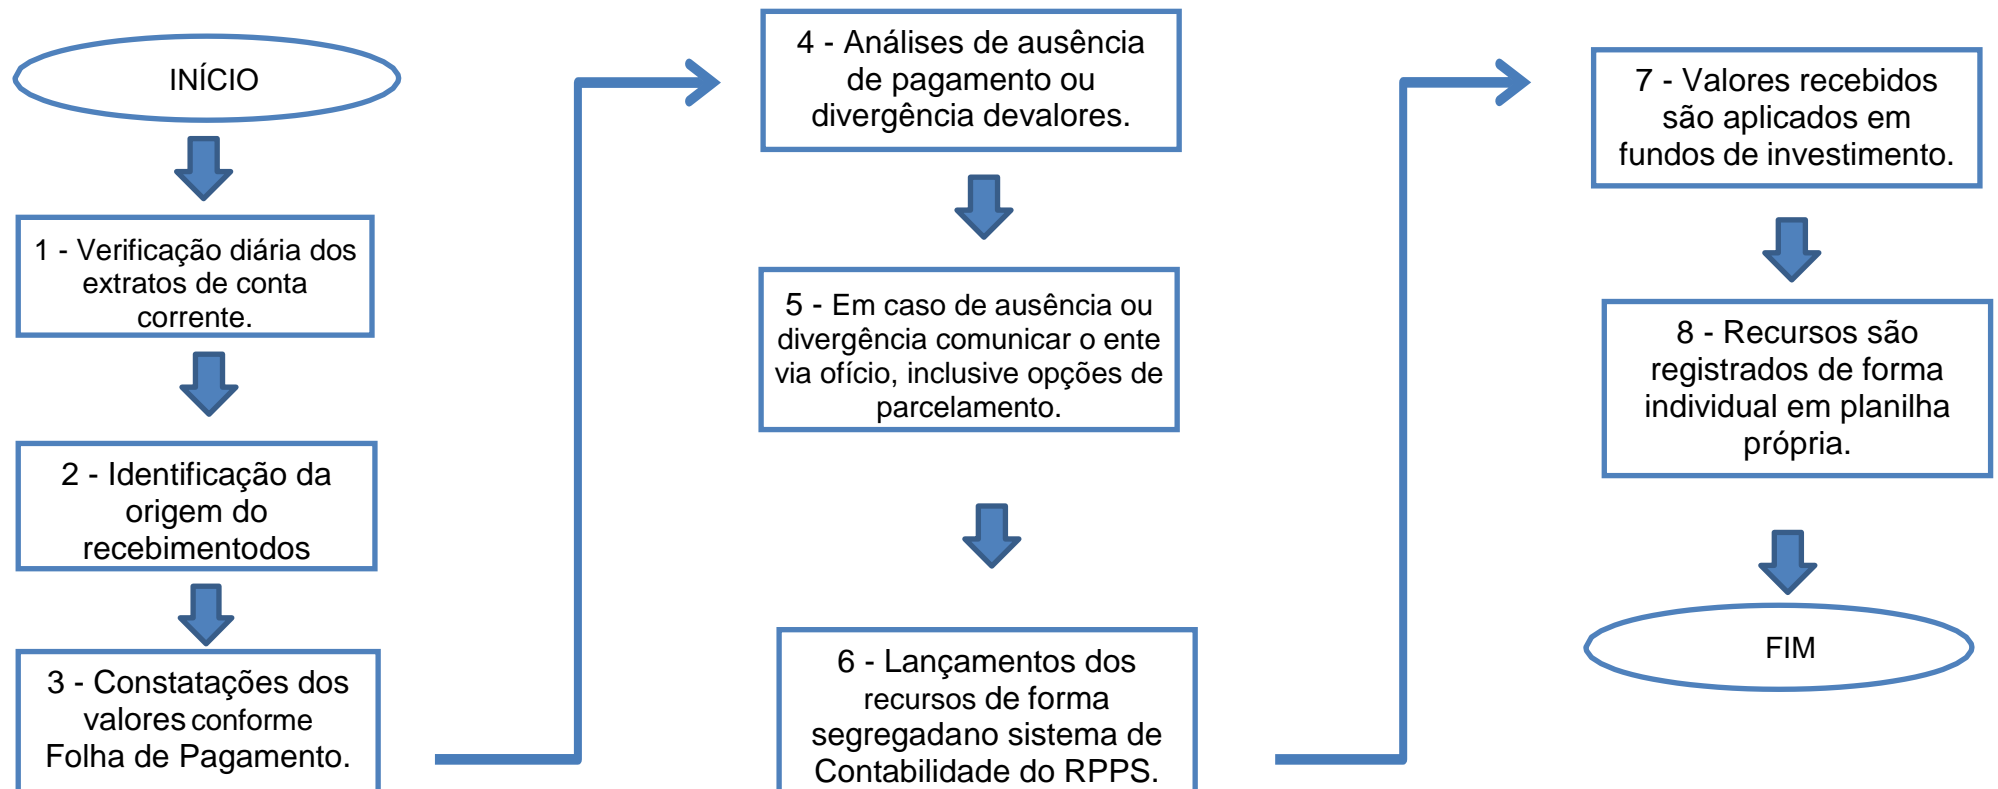 INÍCIO
1 - Verificação diária dos
extratos de conta
corrente.
2 - Identificação da
origem do
recebimentodos
3 - Constatações dos
valores conforme
Folha de Pagamento.
4 - Análises de ausência
de pagamento ou
divergência devalores.
5 - Em caso de ausência ou
divergência comunicar o ente
via ofício, inclusive opções de
parcelamento.
6 - Lançamentos dos
recursos de forma
segregadano sistema de
Contabilidade do RPPS.
7 - Valores recebidos
são aplicados em
fundos de investimento.
8 - Recursos são
registrados de forma
individual em planilha
própria.
FIM